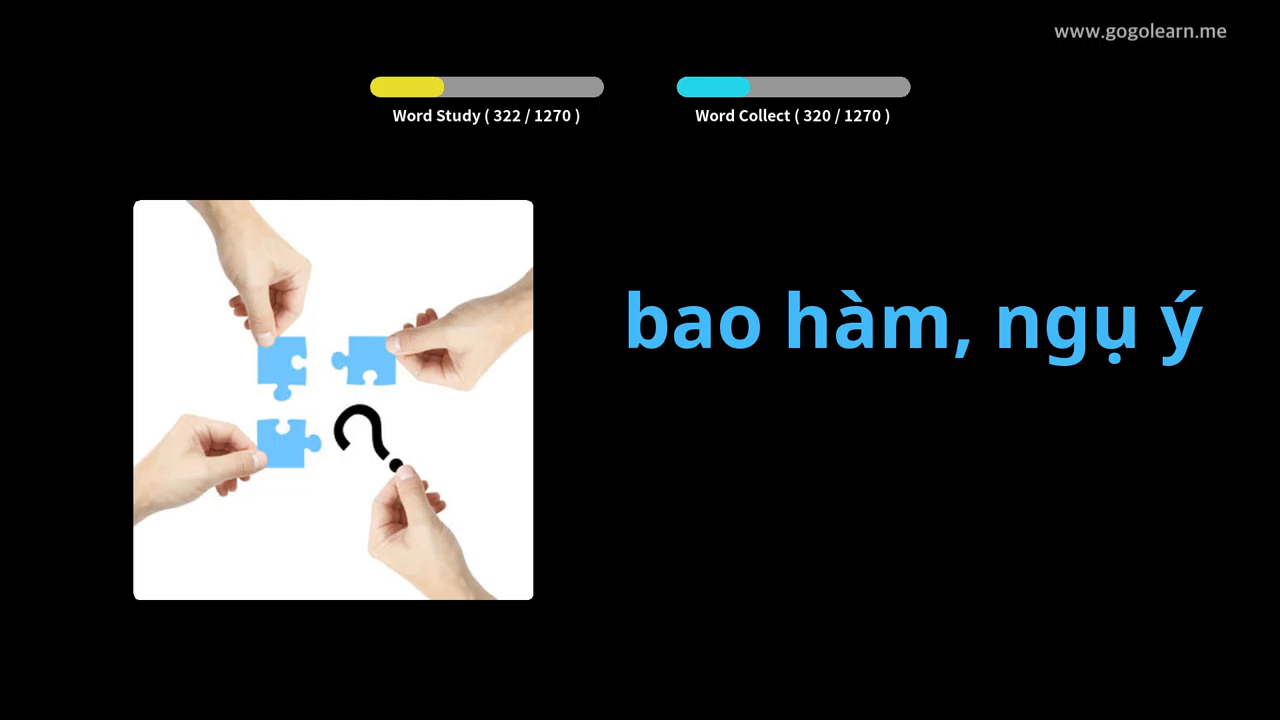 www.gogolearn.me
Word Study ( 322 / 1270 )
Word Collect ( 320 / 1270 )
bao hàm, ngụ ý
?